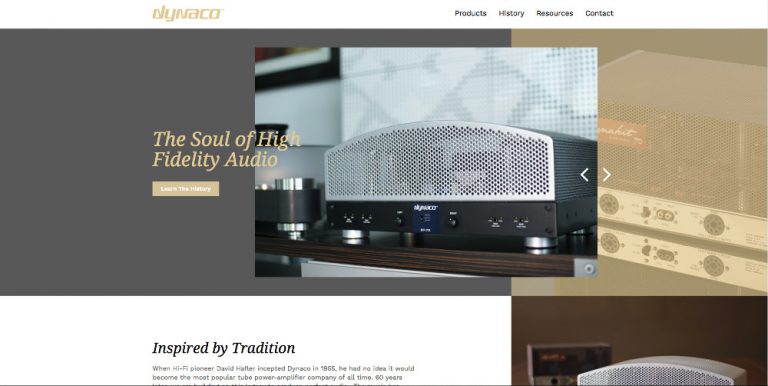 dynaco
Products History Resources Contact
The Soul of High
Fidelity Audio
Learn The History
dynaco
Inspired by Tradition
When Hi-Fi pioneer David Hafler incepted Dynaco in 1955, he had no idea it would
become the most popular tube power-amplifier company of all time. 60 years